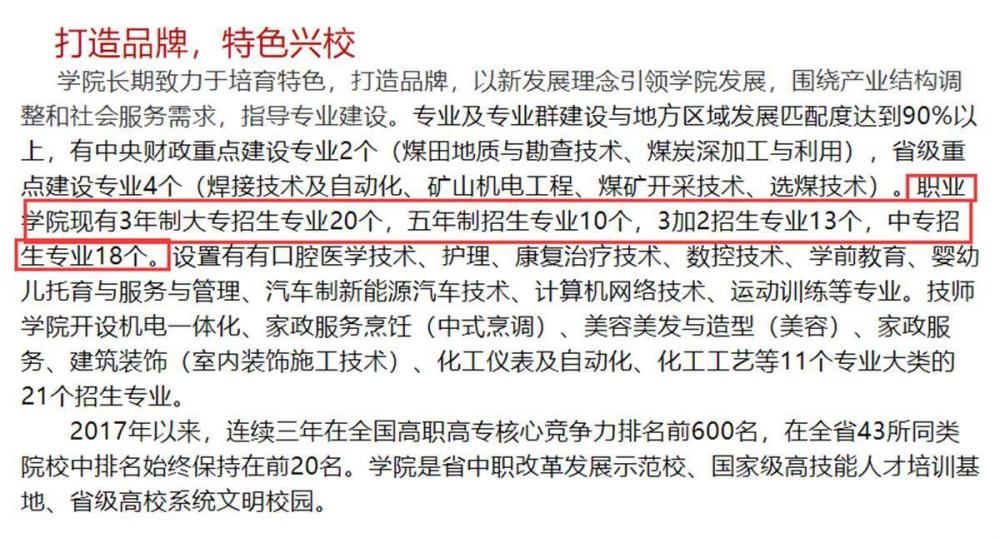 打造品牌，特色兴校
学院长期致力于培育特色，打造品牌，以新发展理念引领学院发展，围绕产业结构调
整和社会服务需求，指导专业建设。专业及专业群建设与地方区域发展匹配度达到90%以
上，有中央财政重点建设专业2个（煤田地质与勘查技术、煤炭深加工与利用），省级重
点建设专业4个（焊接技术及自动化、矿山机电工程、煤矿开采技术、选煤技术）。职业
学院现有3年制大专招生专业20个，五年制招生专业10个，3加2招生专业13个，中专招
生专业18个。设置有有口腔医学技术、护理、康复治疗技术、数控技术、学前教育、婴幼
儿托育与服务与管理、汽车制新能源汽车技术、计算机网络技术、运动训练等专业。技师
学院开设机电一体化、家政服务烹饪（中式烹调）、美容美发与造型（美容）、家政服
务、建筑装饰（室内装饰施工技术）、化工仪表及自动化、化工工艺等11个专业大类的
21个招生专业。
2017年以来，连续三年在全国高职高专核心竞争力排名前600名，在全省43所同类
院校中排名始终保持在前20名。学院是省中职改革发展示范校、国家级高技能人才培训基
地、省级高校系统文明校园。